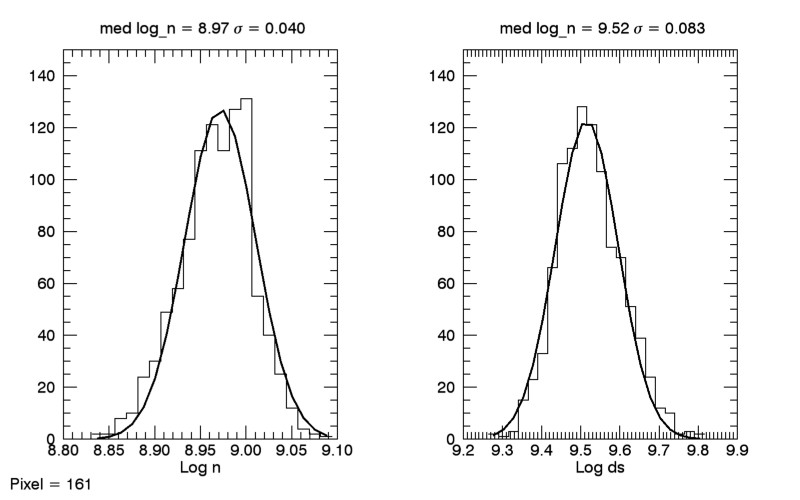 med log_n = 8.97 σ = 0.040
140
120
100
80
60
40
20
0
8.80 8.85 8.90 8.95 9.00 9.05 9.10
Log n
med log_n = 9.52 σ = 0.083
140
120
100
80
60
40
20
0
9.2 9.3 9.4 9.5 9.6 9.7 9.8 9.9
Log ds
Pixel = 161